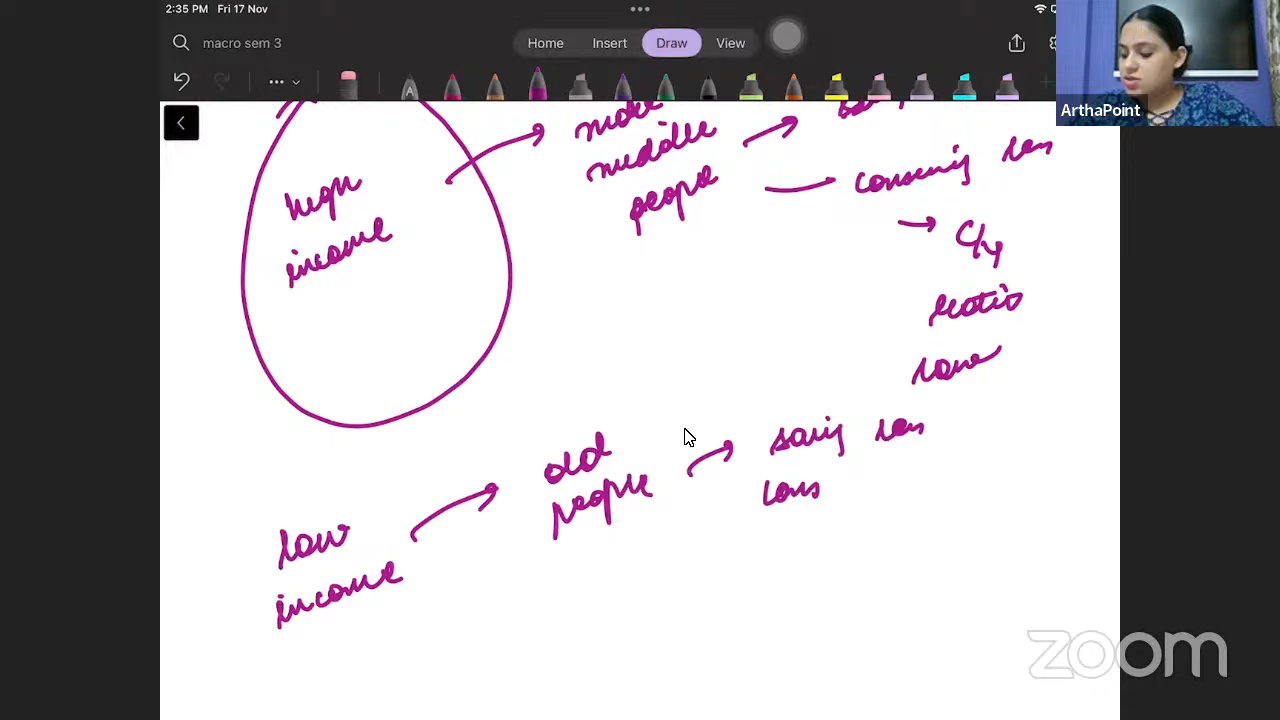 2:35 PM Fri 17 Nov
macro sem 3
Home Insert Draw View
A
ArthaPoint
more
middle
people
high
income
consuming less
C/Y
ratio
low
old
people
saving less
low
income
zoom